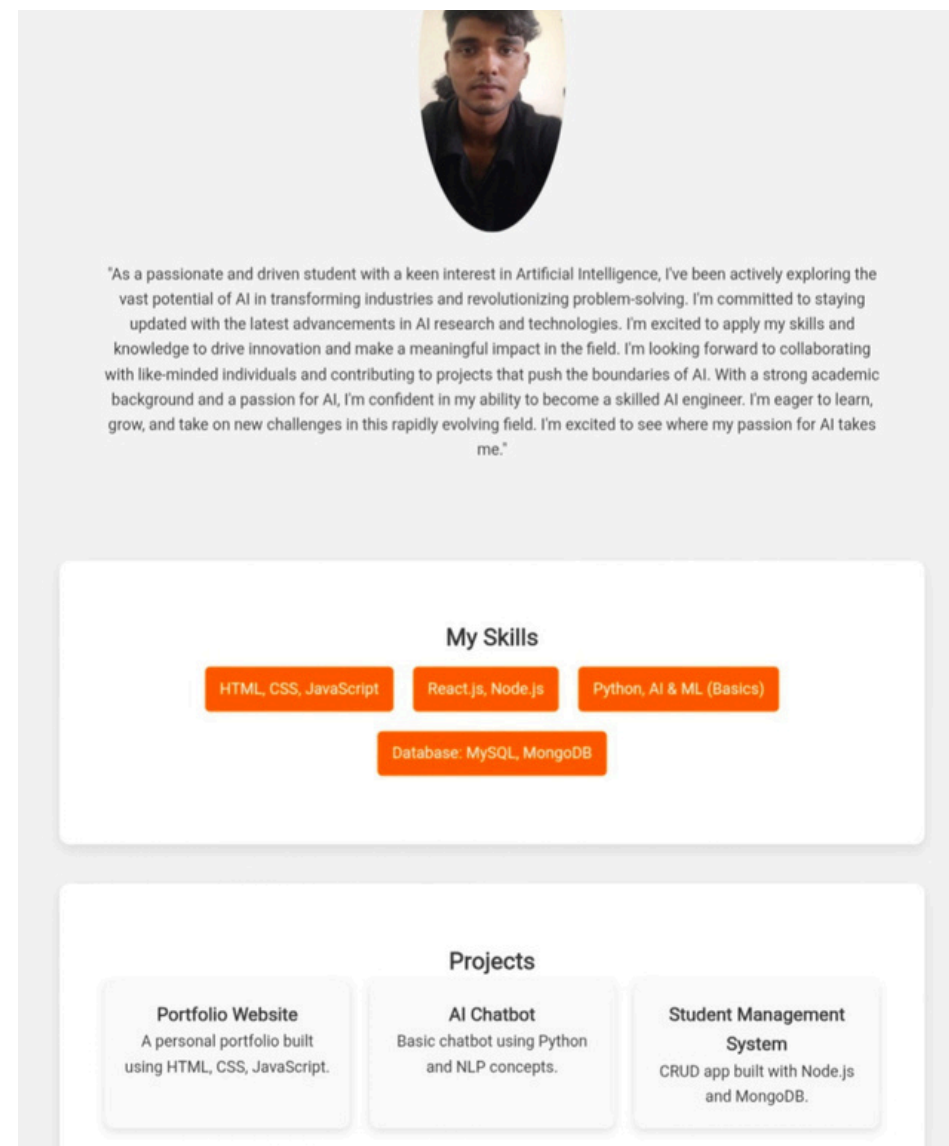 "As a passionate and driven student with a keen interest in Artificial Intelligence, I've been actively exploring the
vast potential of AI in transforming industries and revolutionizing problem-solving. I'm committed to staying
updated with the latest advancements in AI research and technologies. I'm excited to apply my skills and
knowledge to drive innovation and make a meaningful impact in the field. I'm looking forward to collaborating
with like-minded individuals and contributing to projects that push the boundaries of AI. With a strong academic
background and a passion for AI, I'm confident in my ability to become a skilled AI engineer. I'm eager to learn,
grow, and take on new challenges in this rapidly evolving field. I'm excited to see where my passion for AI takes
me."
My Skills
HTML, CSS, JavaScript
React.js, Node.js
Python, AI & ML (Basics)
Database: MySQL, MongoDB
Projects
Portfolio Website
A personal portfolio built
using HTML, CSS, JavaScript.
AI Chatbot
Basic chatbot using Python
and NLP concepts.
Student Management
System
CRUD app built with Node.js
and MongoDB.